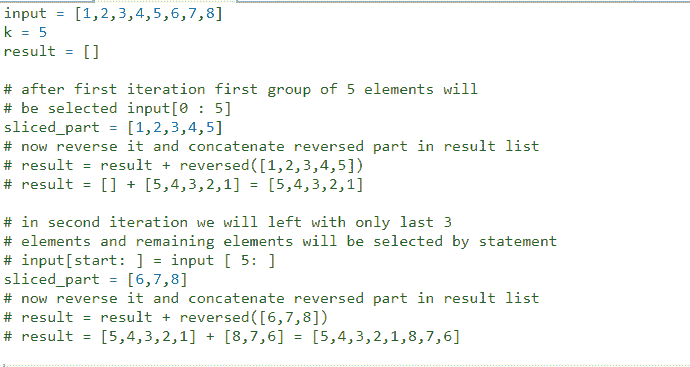 input = [1,2,3,4,5,6,7,8]
k = 5
result = []
# after first iteration first group of 5 elements will
# be selected input[0 : 5]
sliced_part = [1,2,3,4,5]
# now reverse it and concatenate reversed part in result list
# result = result + reversed([1,2,3,4,5])
# result = [] + [5,4,3,2,1] = [5,4,3,2,1]
# in second iteration we will left with only last 3
# elements and remaining elements will be selected by statement
# input[start: ] = input [ 5: ]
sliced_part = [6,7,8]
# now reverse it and concatenate reversed part in result list
# result = result + reversed([6,7,8])
# result = [5,4,3,2,1] + [8,7,6] = [5,4,3,2,1,8,7,6]